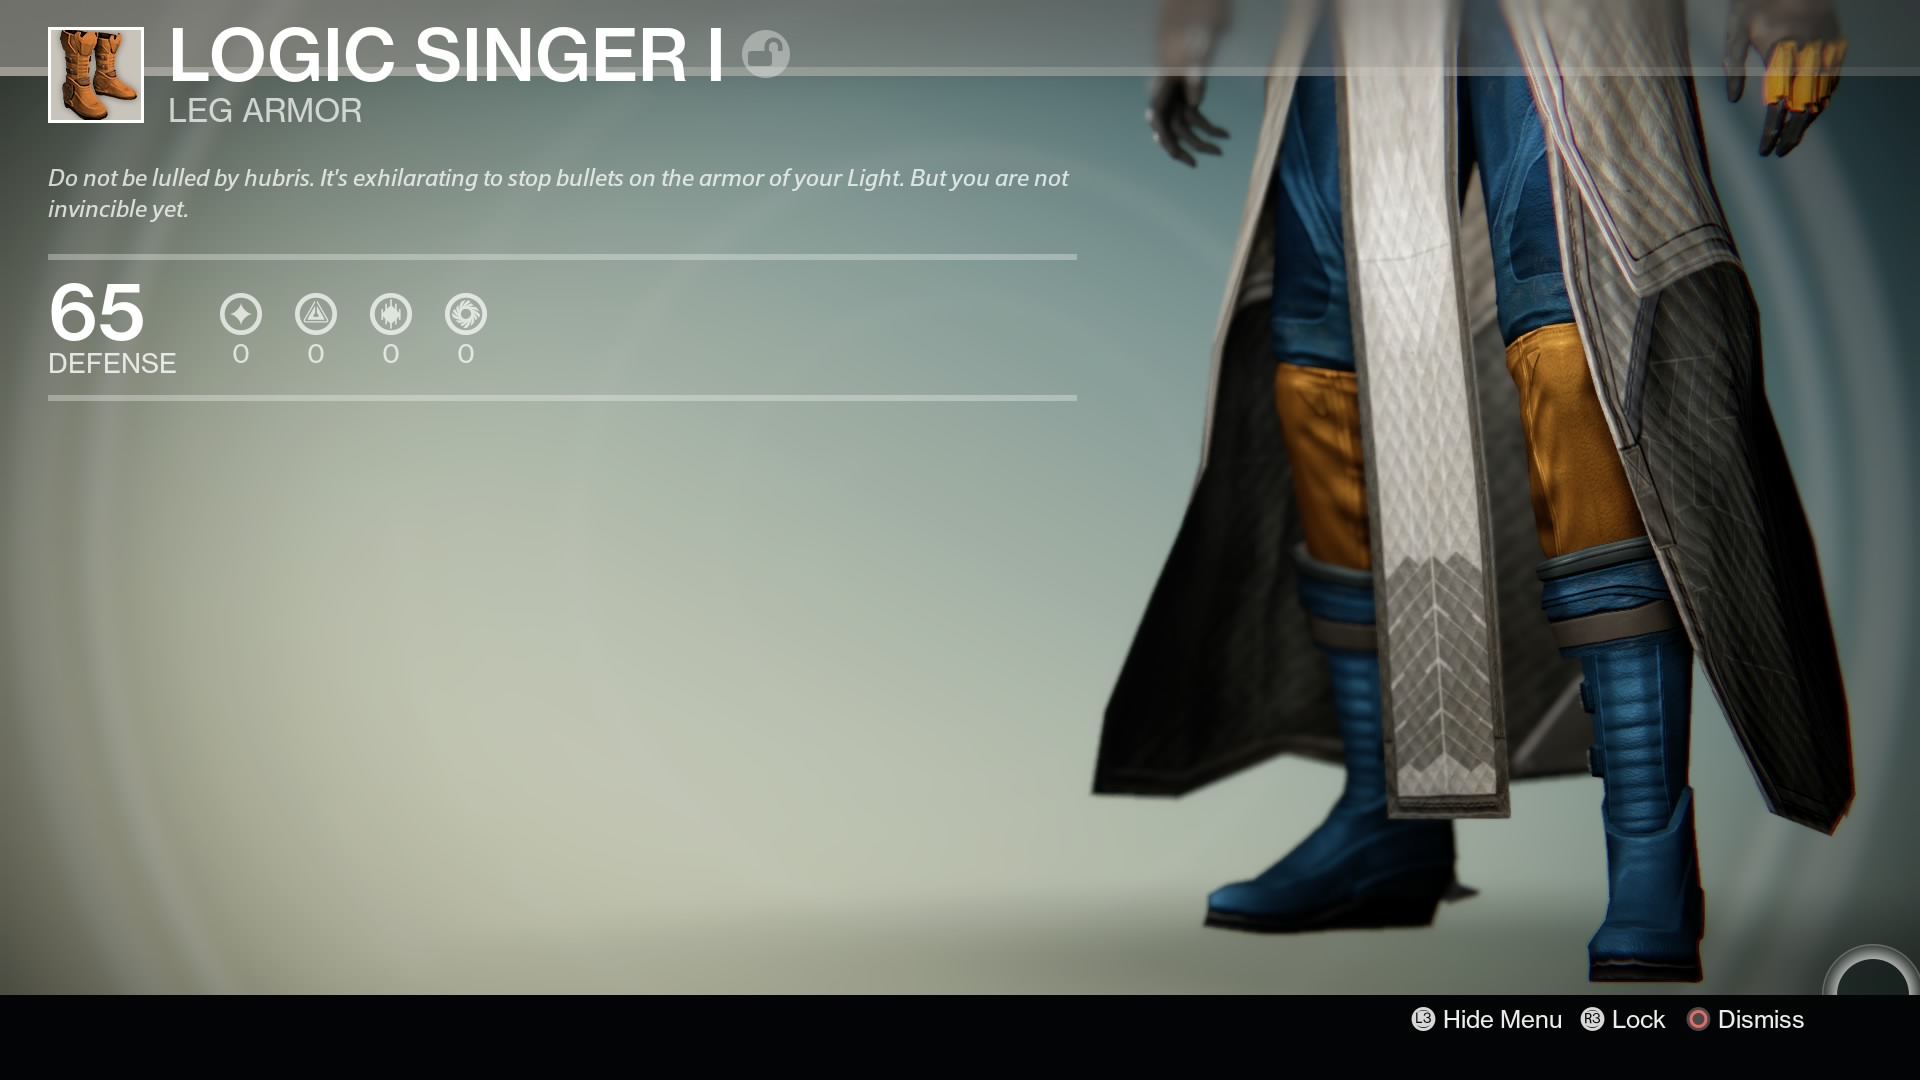 LOGIC SINGER I
LEG ARMOR
Do not be lulled by hubris. It's exhilarating to stop bullets on the armor of your Light. But you are not
invincible yet.
65
DEFENSE
0 0 0 0
L3 Hide Menu R3 Lock Dismiss